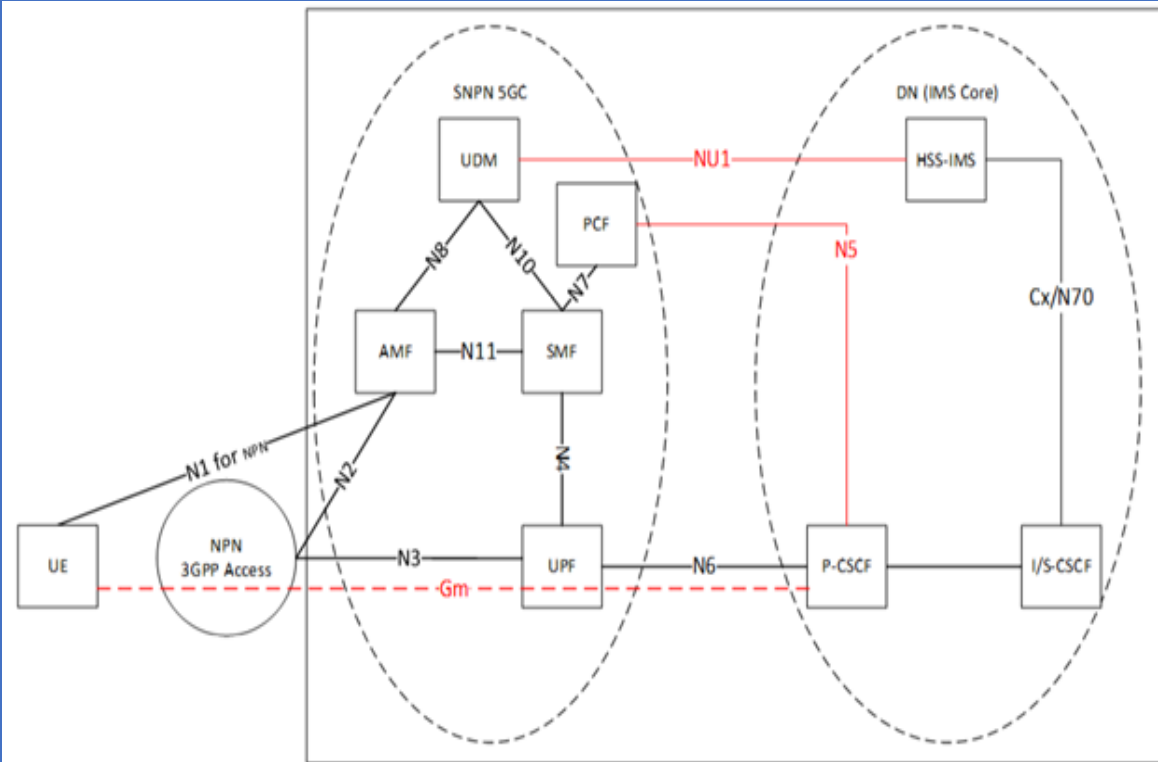 SNPN 5GC
DN (IMS Core)
UDM
NU1
HSS-IMS
PCF
N5
N8
N10
N7
Cx/N70
AMF
N11
SMF
N1 for NPN
N2
N4
UE
NPN
3GPP Access
N3
UPF
N6
P-CSCF
I/S-CSCF
Gm